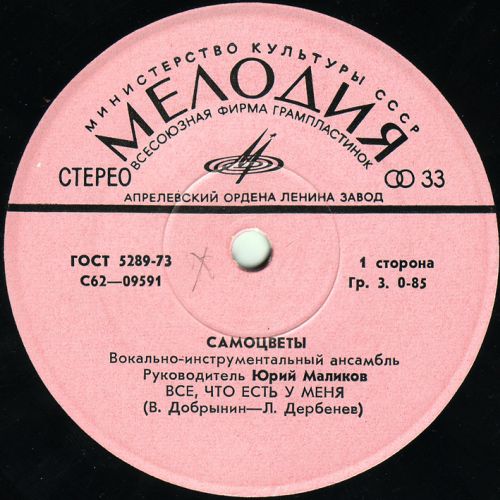 МИНИСТЕРСТВО КУЛЬТУРЫ СССР
МЕЛОДИЯ
ВСЕСОЮЗНАЯ ФИРМА ГРАМПЛАСТИНОК
СТЕРЕО
33
АПРЕЛЕВСКИЙ ОРДЕНА ЛЕНИНА ЗАВОД
ГОСТ 5289-73
1 сторона
С62—09591
Гр. 3. 0-85
САМОЦВЕТЫ
Вокально-инструментальный ансамбль
Руководитель Юрий Маликов
ВСЕ, ЧТО ЕСТЬ У МЕНЯ
(В. Добрынин—Л. Дербенев)